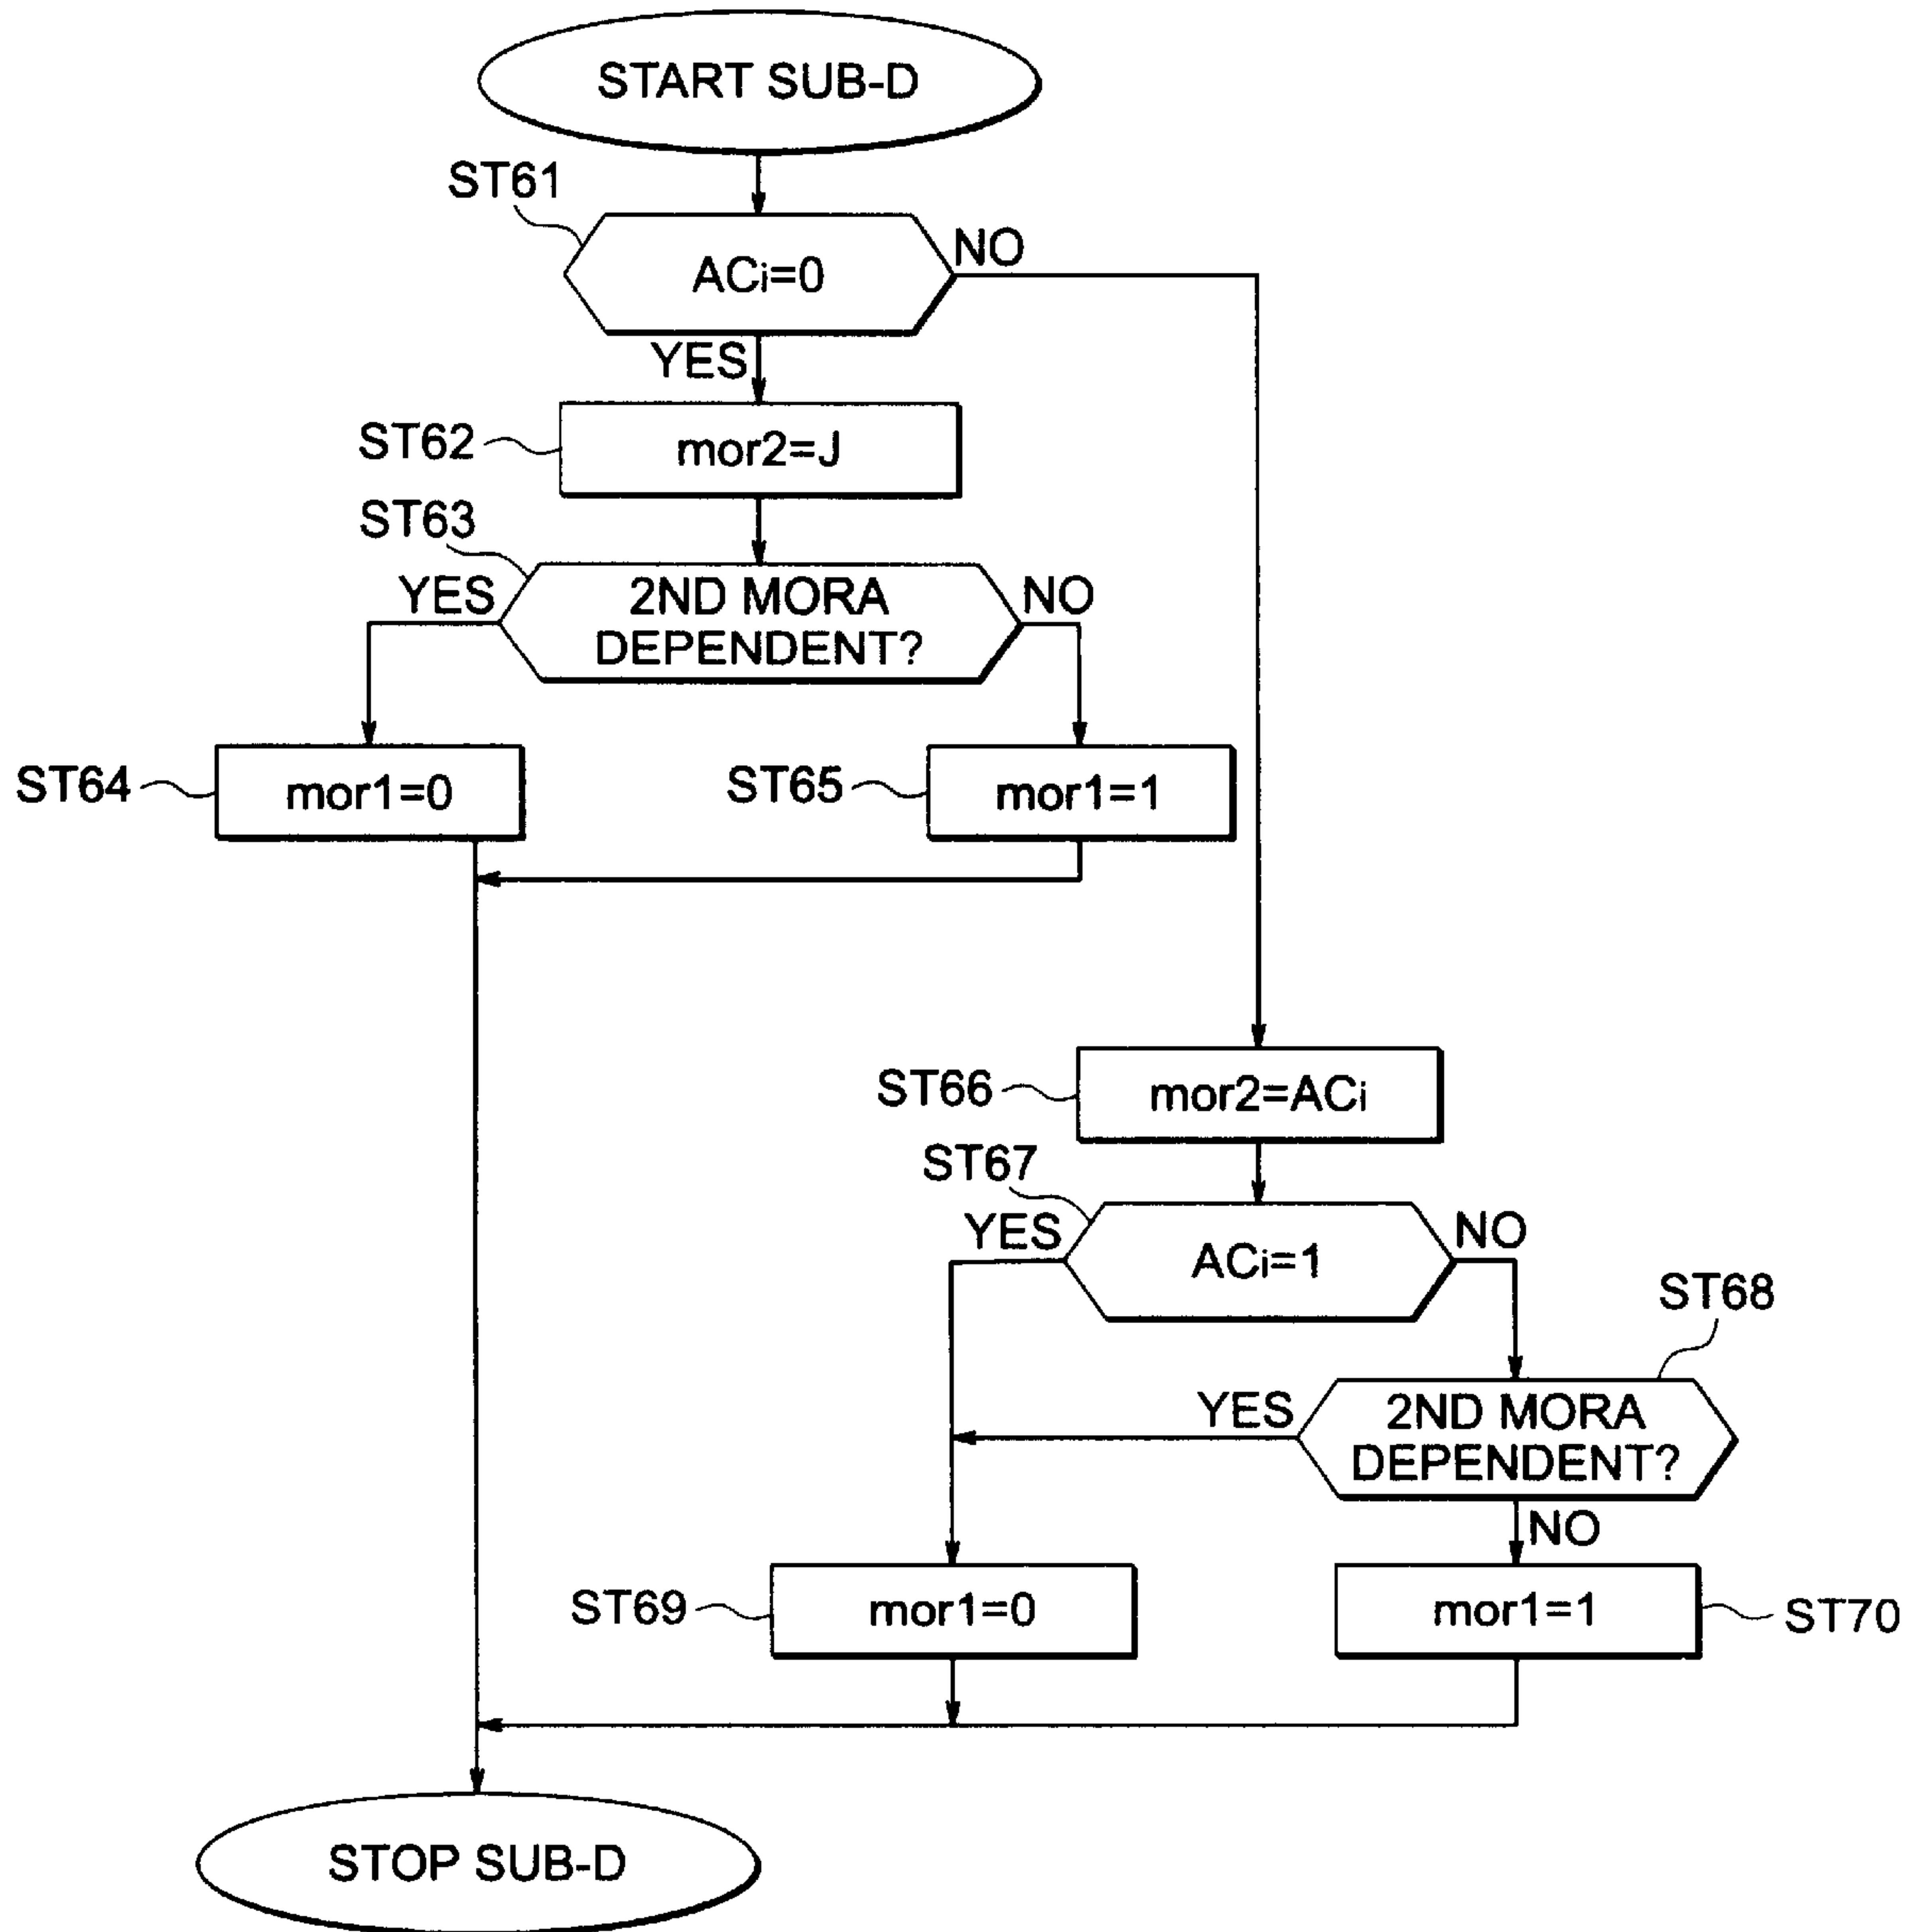 START SUB-D
ST61
NO
ACi=0
YES
ST62
mor2=J
ST63
YES
2ND MORA
DEPENDENT?
NO
ST64
mor1=0
ST65
mor1=1
ST66
mor2=ACi
ST67
YES
ACi=1
NO
ST68
YES
2ND MORA
DEPENDENT?
NO
ST69
mor1=0
mor1=1
ST70
STOP SUB-D